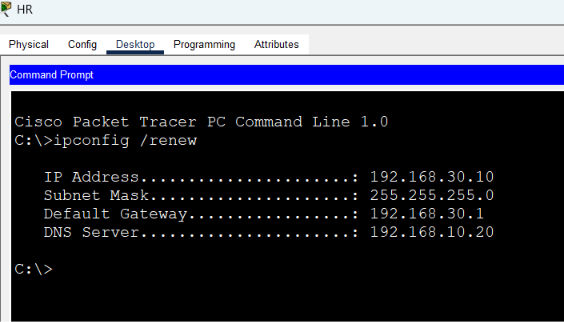 HR
Physical Config Desktop Programming Attributes
Command Prompt
Cisco Packet Tracer PC Command Line 1.0
C:\>ipconfig /renew
IP Address......................: 192.168.30.10
Subnet Mask.....................: 255.255.255.0
Default Gateway.................: 192.168.30.1
DNS Server......................: 192.168.10.20
C:\>